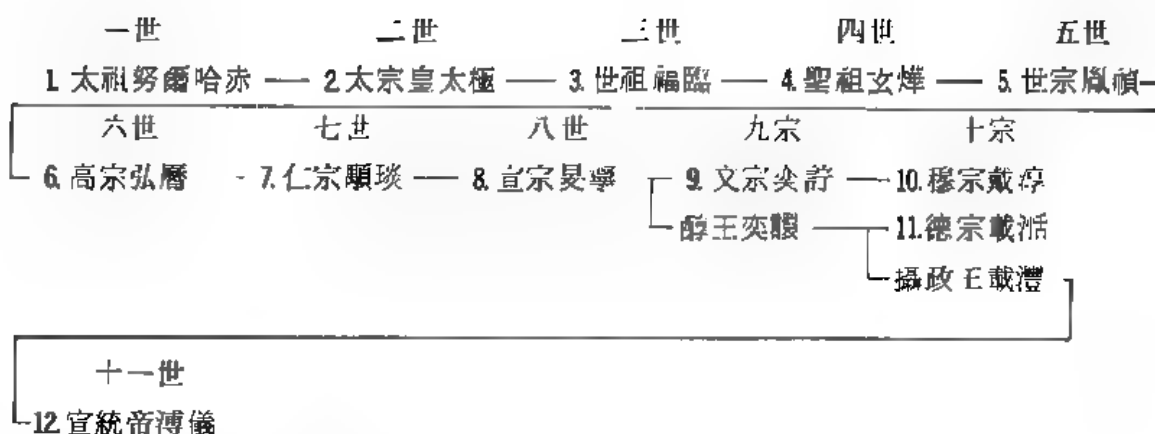 一世 二世 三世 四世 五世
1. 太祖努爾哈赤 2. 太宗皇太極 3. 世祖福臨 4. 聖祖玄燁 5. 世宗胤禎
六世 七世 八世 九宗 十宗
6. 高宗弘曆 7. 仁宗顒琰 8. 宣宗旻寧 9. 文宗奕詝 10. 穆宗載淳
醇王奕譞 11. 德宗載湉
攝政王載灃
十一世
12. 宣統帝溥儀